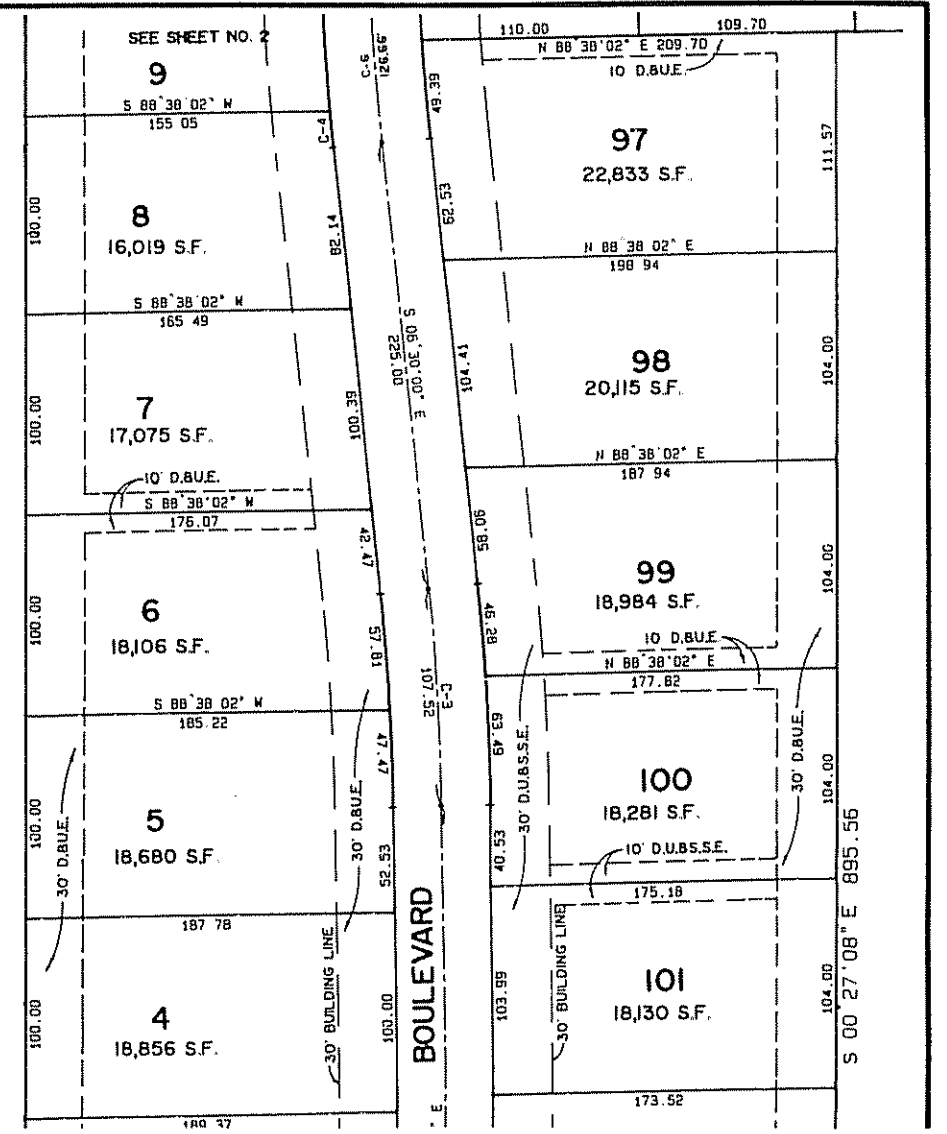 SEE SHEET NO. 2
9
S 88°38'02" W
155 05
C-4
100.00
8
16,019 S.F.
82.14
S 88°38'02" W
165 49
100.00
7
17,075 S.F.
100.39
10' D.&U.E.
S 88°38'02" W
176.07
42.47
100.00
6
18,106 S.F.
57.81
S 88°38 02" W
185.22
47.47
100.00
5
18,680 S.F.
52.53
30' D.&U.E.
30' D.&U.E.
187 78
100.00
4
18,856 S.F.
30' BUILDING LINE
100.00
189 37
C-6
126.66
S 06°30'00" E
225.00
C-3
107.52
BOULEVARD
" E
110.00
109.70
N 88°38'02" E 209.70
10 D.&U.E.
49.39
97
22,833 S.F.
62.53
111.57
N 88°38 02" E
198 94
98
20,115 S.F.
104.41
104.00
N 88°38'02" E
187 94
58.06
99
18,984 S.F.
46.28
104.00
10 D.&U.E
N 88°38'02" E
177.82
63.49
30' D.U.&S.S.E.
100
18,281 S.F.
30' D.&U.E.
104.00
10' D.U.&S.S.E.
40.53
175.18
30' BUILDING LINE
101
18,130 S.F.
103.99
104.00
173.52
S 00°27'08" E 895.56